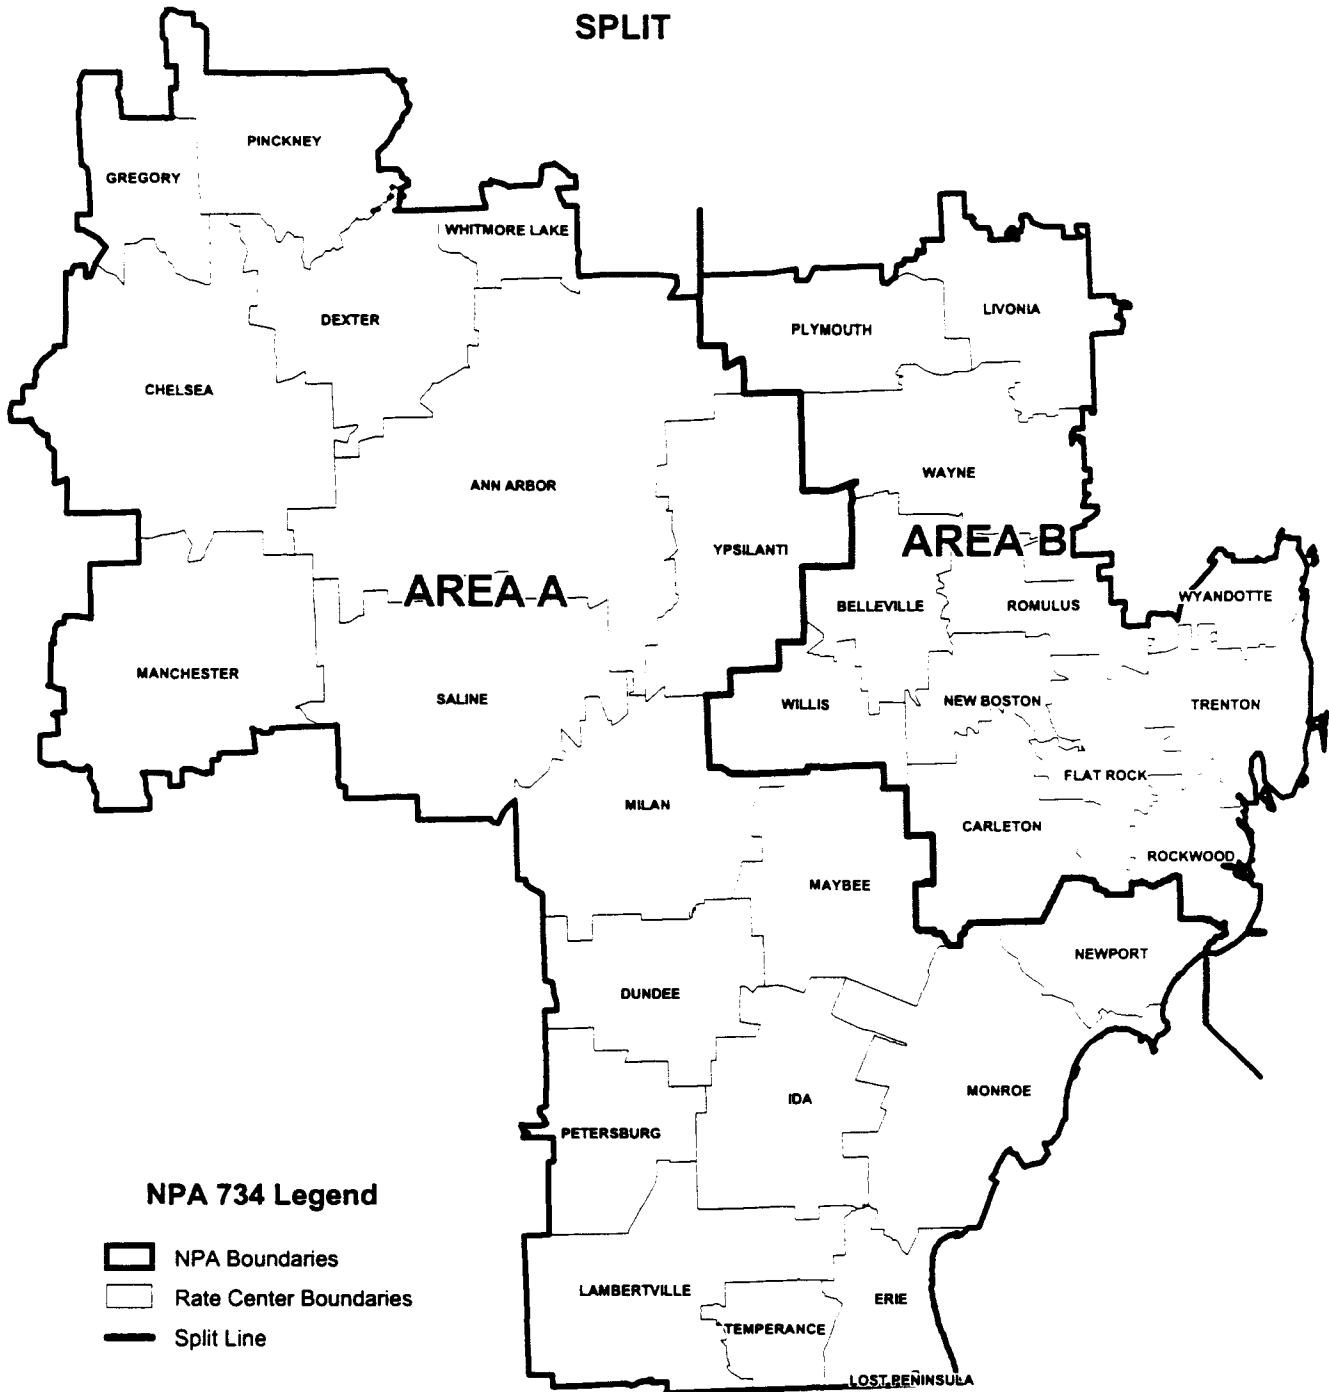 SPLIT
PINCKNEY
GREGORY
WHITMORE LAKE
LIVONIA
DEXTER
PLYMOUTH
CHELSEA
WAYNE
ANN ARBOR
YPSILANTI
AREA B
AREA A
BELLEVILLE
ROMULUS
WYANDOTTE
MANCHESTER
SALINE
WILLIS
NEW BOSTON
TRENTON
FLAT ROCK
MILAN
CARLETON
ROCKWOOD
MAYBEE
NEWPORT
DUNDEE
IDA
MONROE
PETERSBURG
NPA 734 Legend
NPA Boundaries
Rate Center Boundaries
Split Line
LAMBERTVILLE
ERIE
TEMPERANCE
LOST PENINSULA